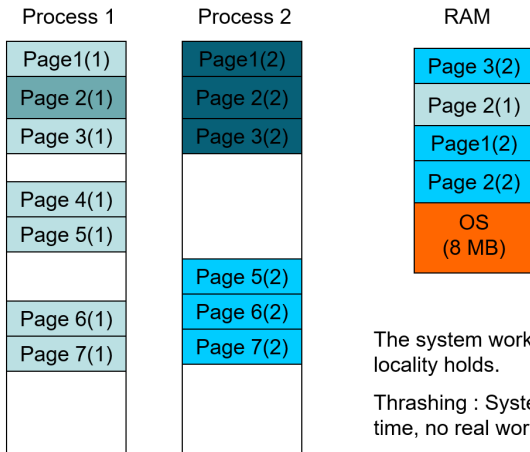 Process 1
Process 2
RAM
Page1(1)
Page 2(1)
Page 3(1)
Page 4(1)
Page 5(1)
Page 6(1)
Page 7(1)
Page1(2)
Page 2(2)
Page 3(2)
Page 5(2)
Page 6(2)
Page 7(2)
Page 3(2)
Page 2(1)
Page1(2)
Page 2(2)
OS
(8 MB)
The system work
locality holds.
Thrashing : Syste
time, no real wor